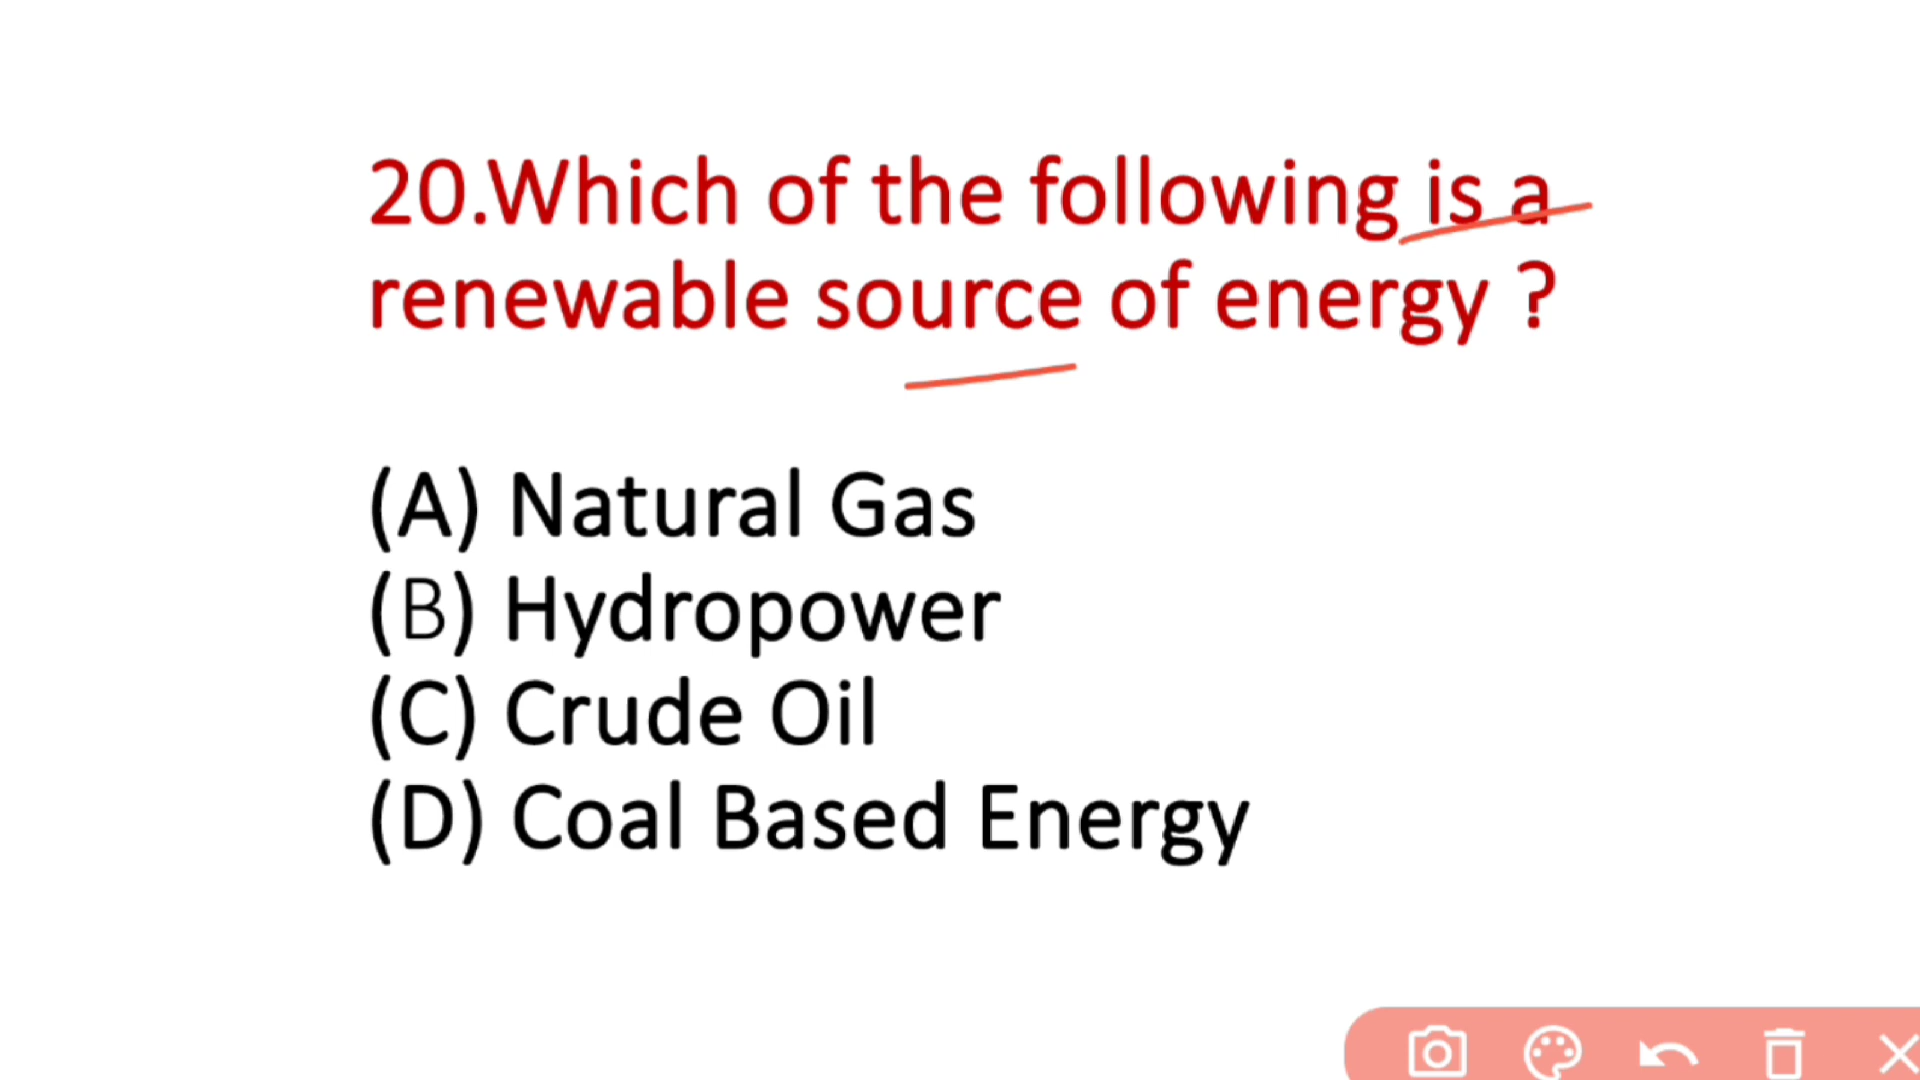 20.Which of the following is a
renewable source of energy ?
(A) Natural Gas
(B) Hydropower
(C) Crude Oil
(D) Coal Based Energy